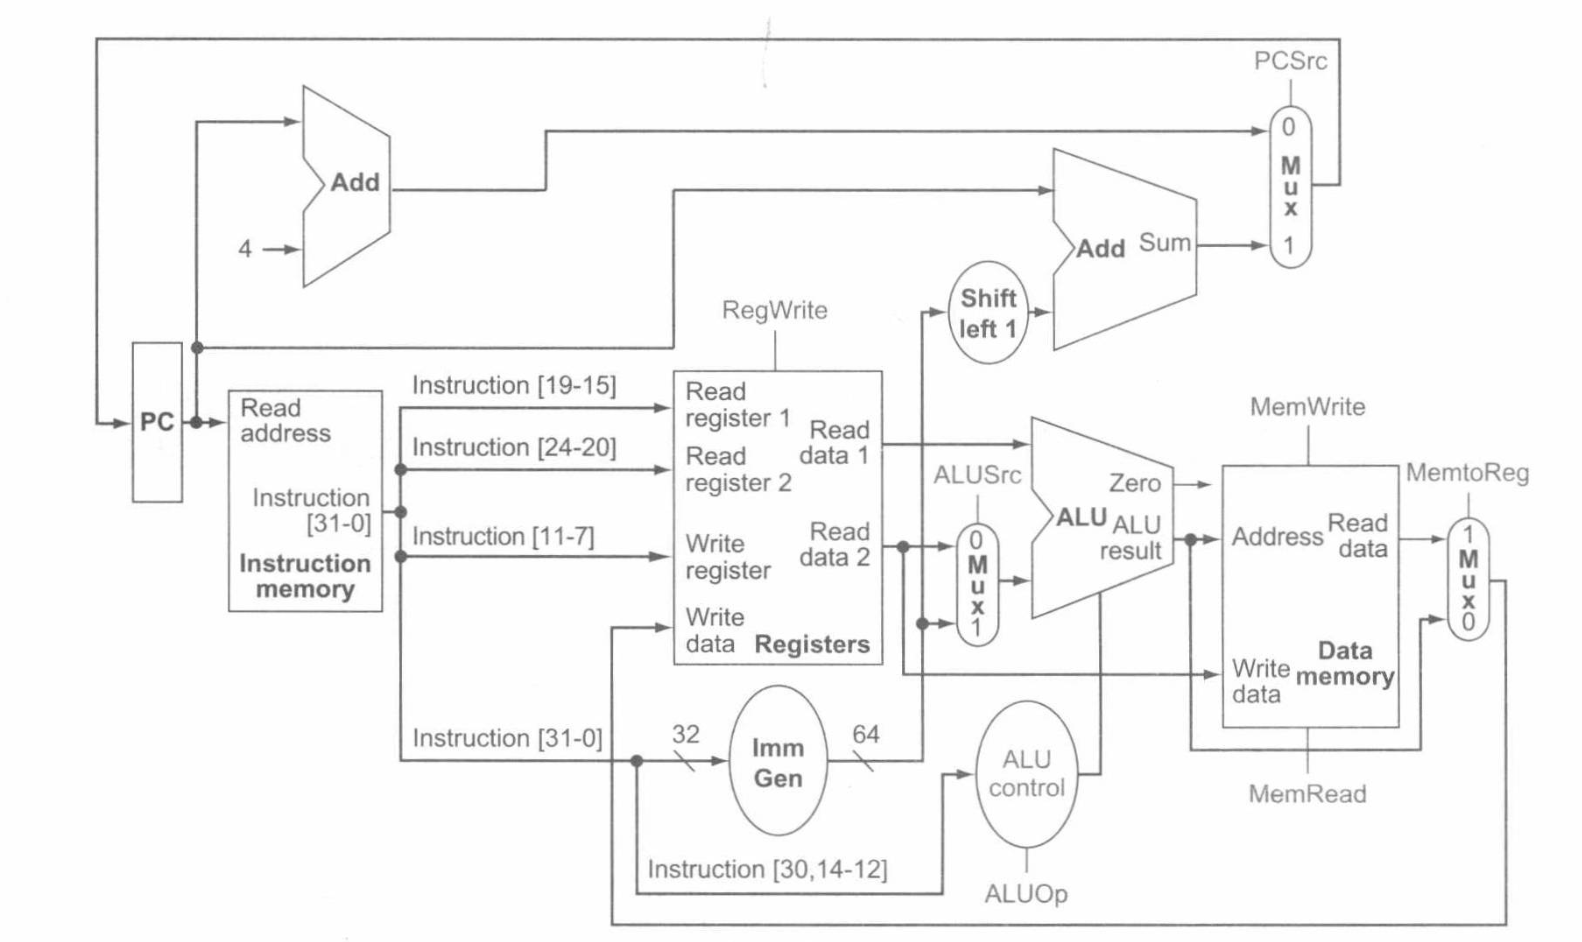 PCSrc
0
Mux
1
Add
4
Add Sum
Shift
left 1
RegWrite
PC
Read
address
Instruction
[31-0]
Instruction
memory
Instruction [19-15]
Instruction [24-20]
Instruction [11-7]
Instruction [31-0]
Read
register 1
Read
register 2
Write
register
Write
data
Read
data 1
Read
data 2
Registers
ALUSrc
0
Mux
1
Zero
ALU
ALU
result
MemWrite
Address
Read
data
Write
data
Data
memory
MemRead
MemtoReg
1
Mux
0
32
Imm
Gen
64
ALU
control
Instruction [30,14-12]
ALUOp